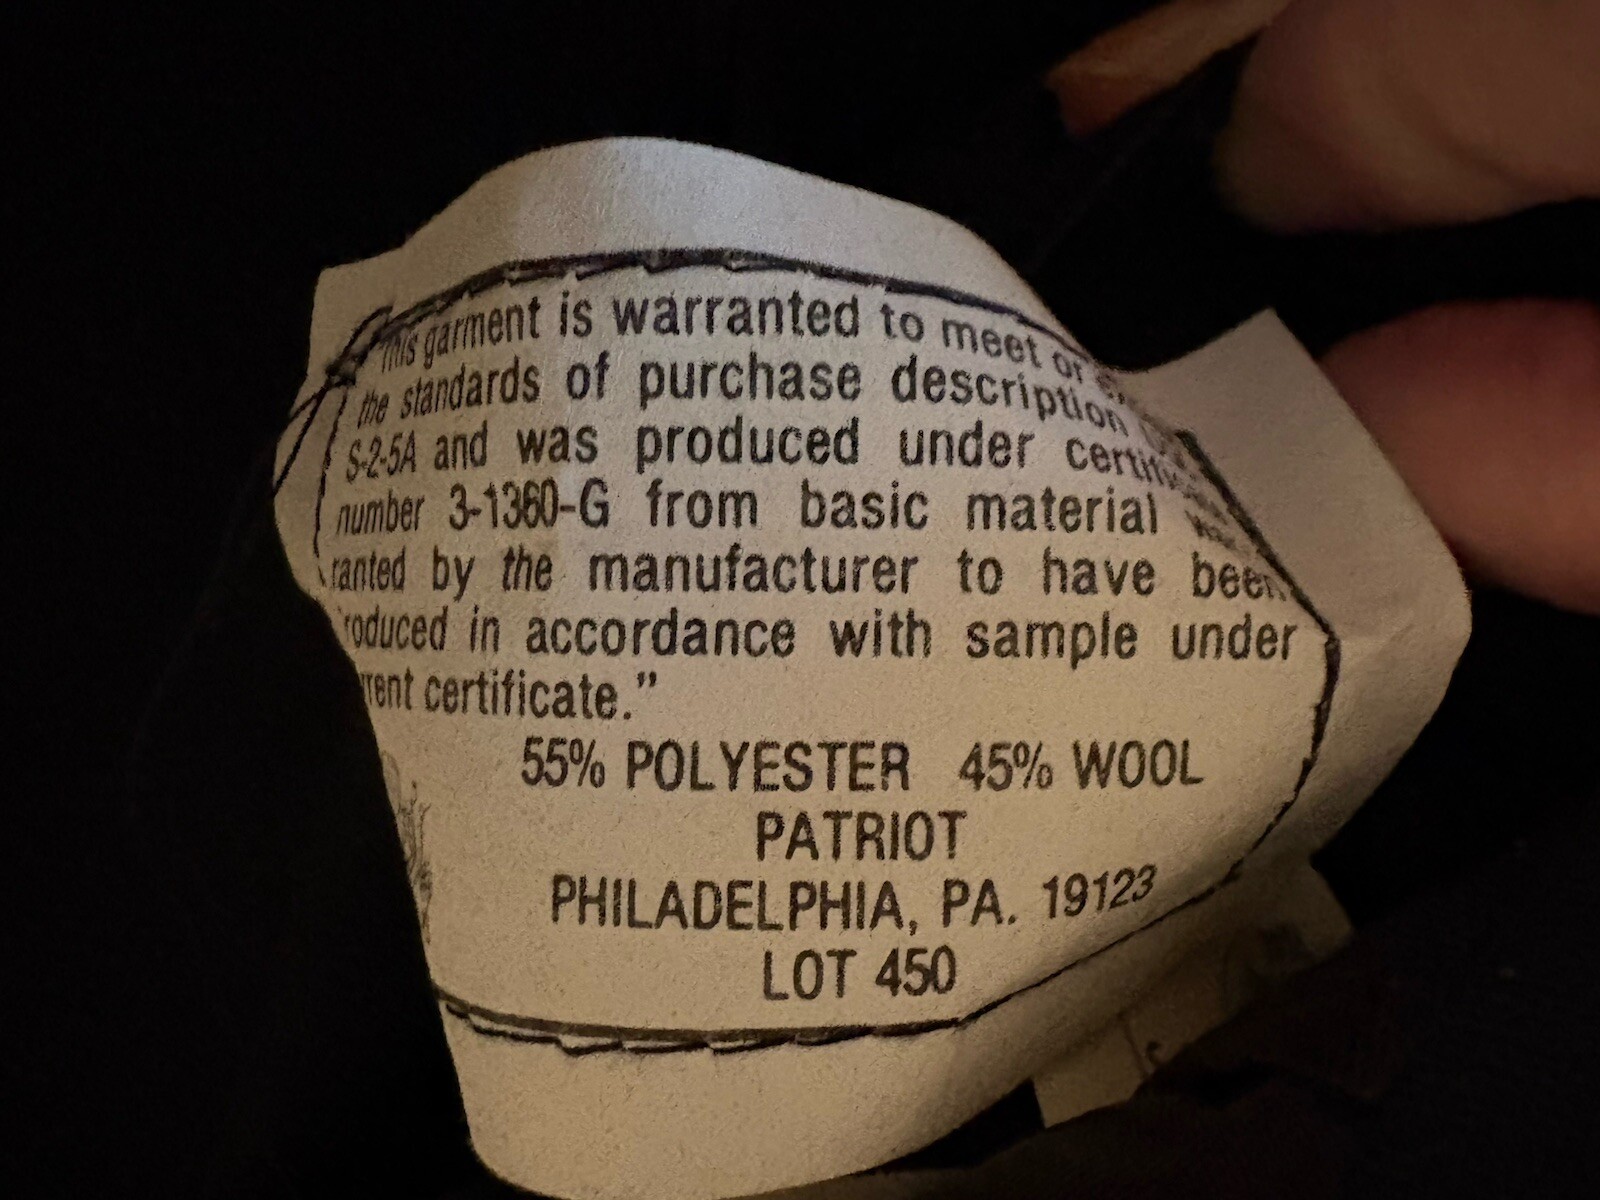 This garment is warranted to meet or
the standards of purchase description
S-2-5A and was produced under
number 3-1360-G from basic material
ranted by the manufacturer to have been
roduced in accordance with sample under
certificate.”
55% POLYESTER 45% WOOL
PATRIOT
PHILADELPHIA, PA. 19123
LOT 450